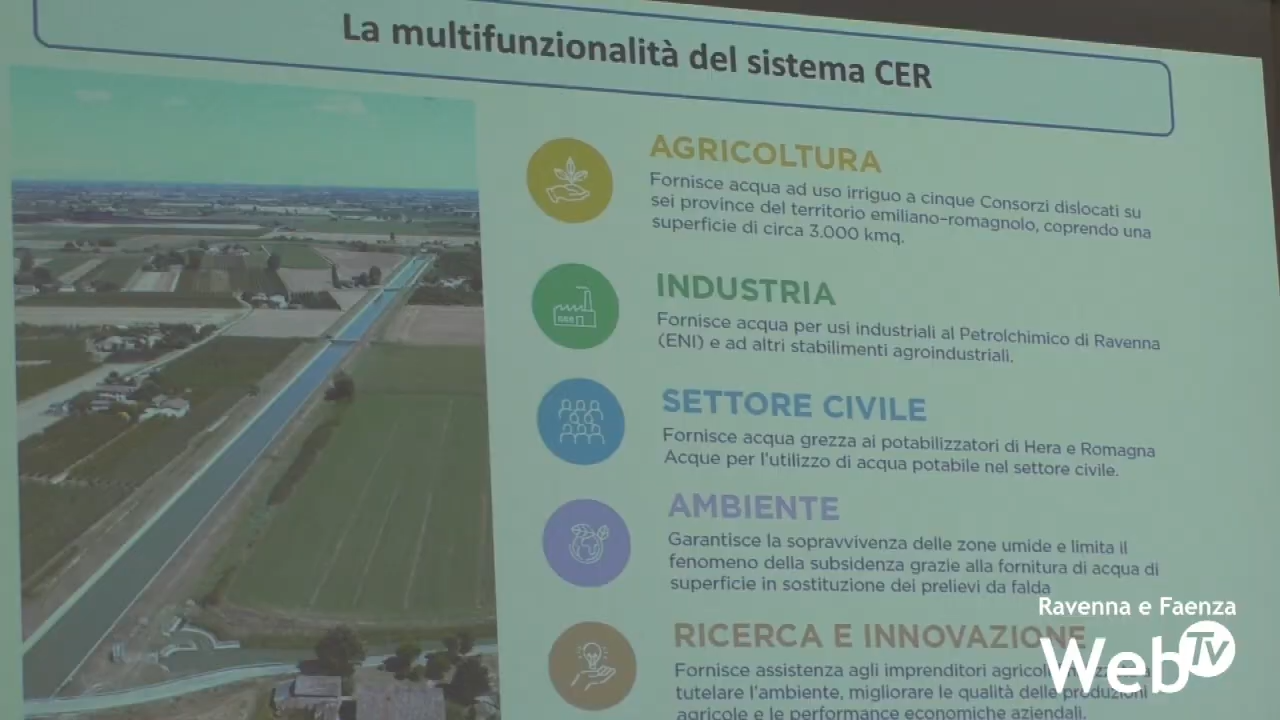 La multifunzionalità del sistema CER
AGRICOLTURA
Fornisce acqua ad uso irriguo a cinque Consorzi dislocati su
sei province del territorio emiliano-romagnolo, coprendo una
superficie di circa 3.000 kmq.
INDUSTRIA
Fornisce acqua per usi industriali al Petrolchimico di Ravenna
(ENI) e ad altri stabilimenti agroindustriali.
SETTORE CIVILE
Fornisce acqua grezza ai potabilizzatori di Hera e Romagna
Acque per l'utilizzo di acqua potabile nel settore civile.
AMBIENTE
Garantisce la sopravvivenza delle zone umide e limita il
fenomeno della subsidenza grazie alla fornitura di acqua di
superficie in sostituzione dei prelievi da falda
RICERCA E INNOVAZIONE
Fornisce assistenza agli imprenditori
tutelare l'ambiente, migliorare le qualità delle produzioni
agricole e le performance economiche aziendali.
Ravenna e Faenza
Web TV